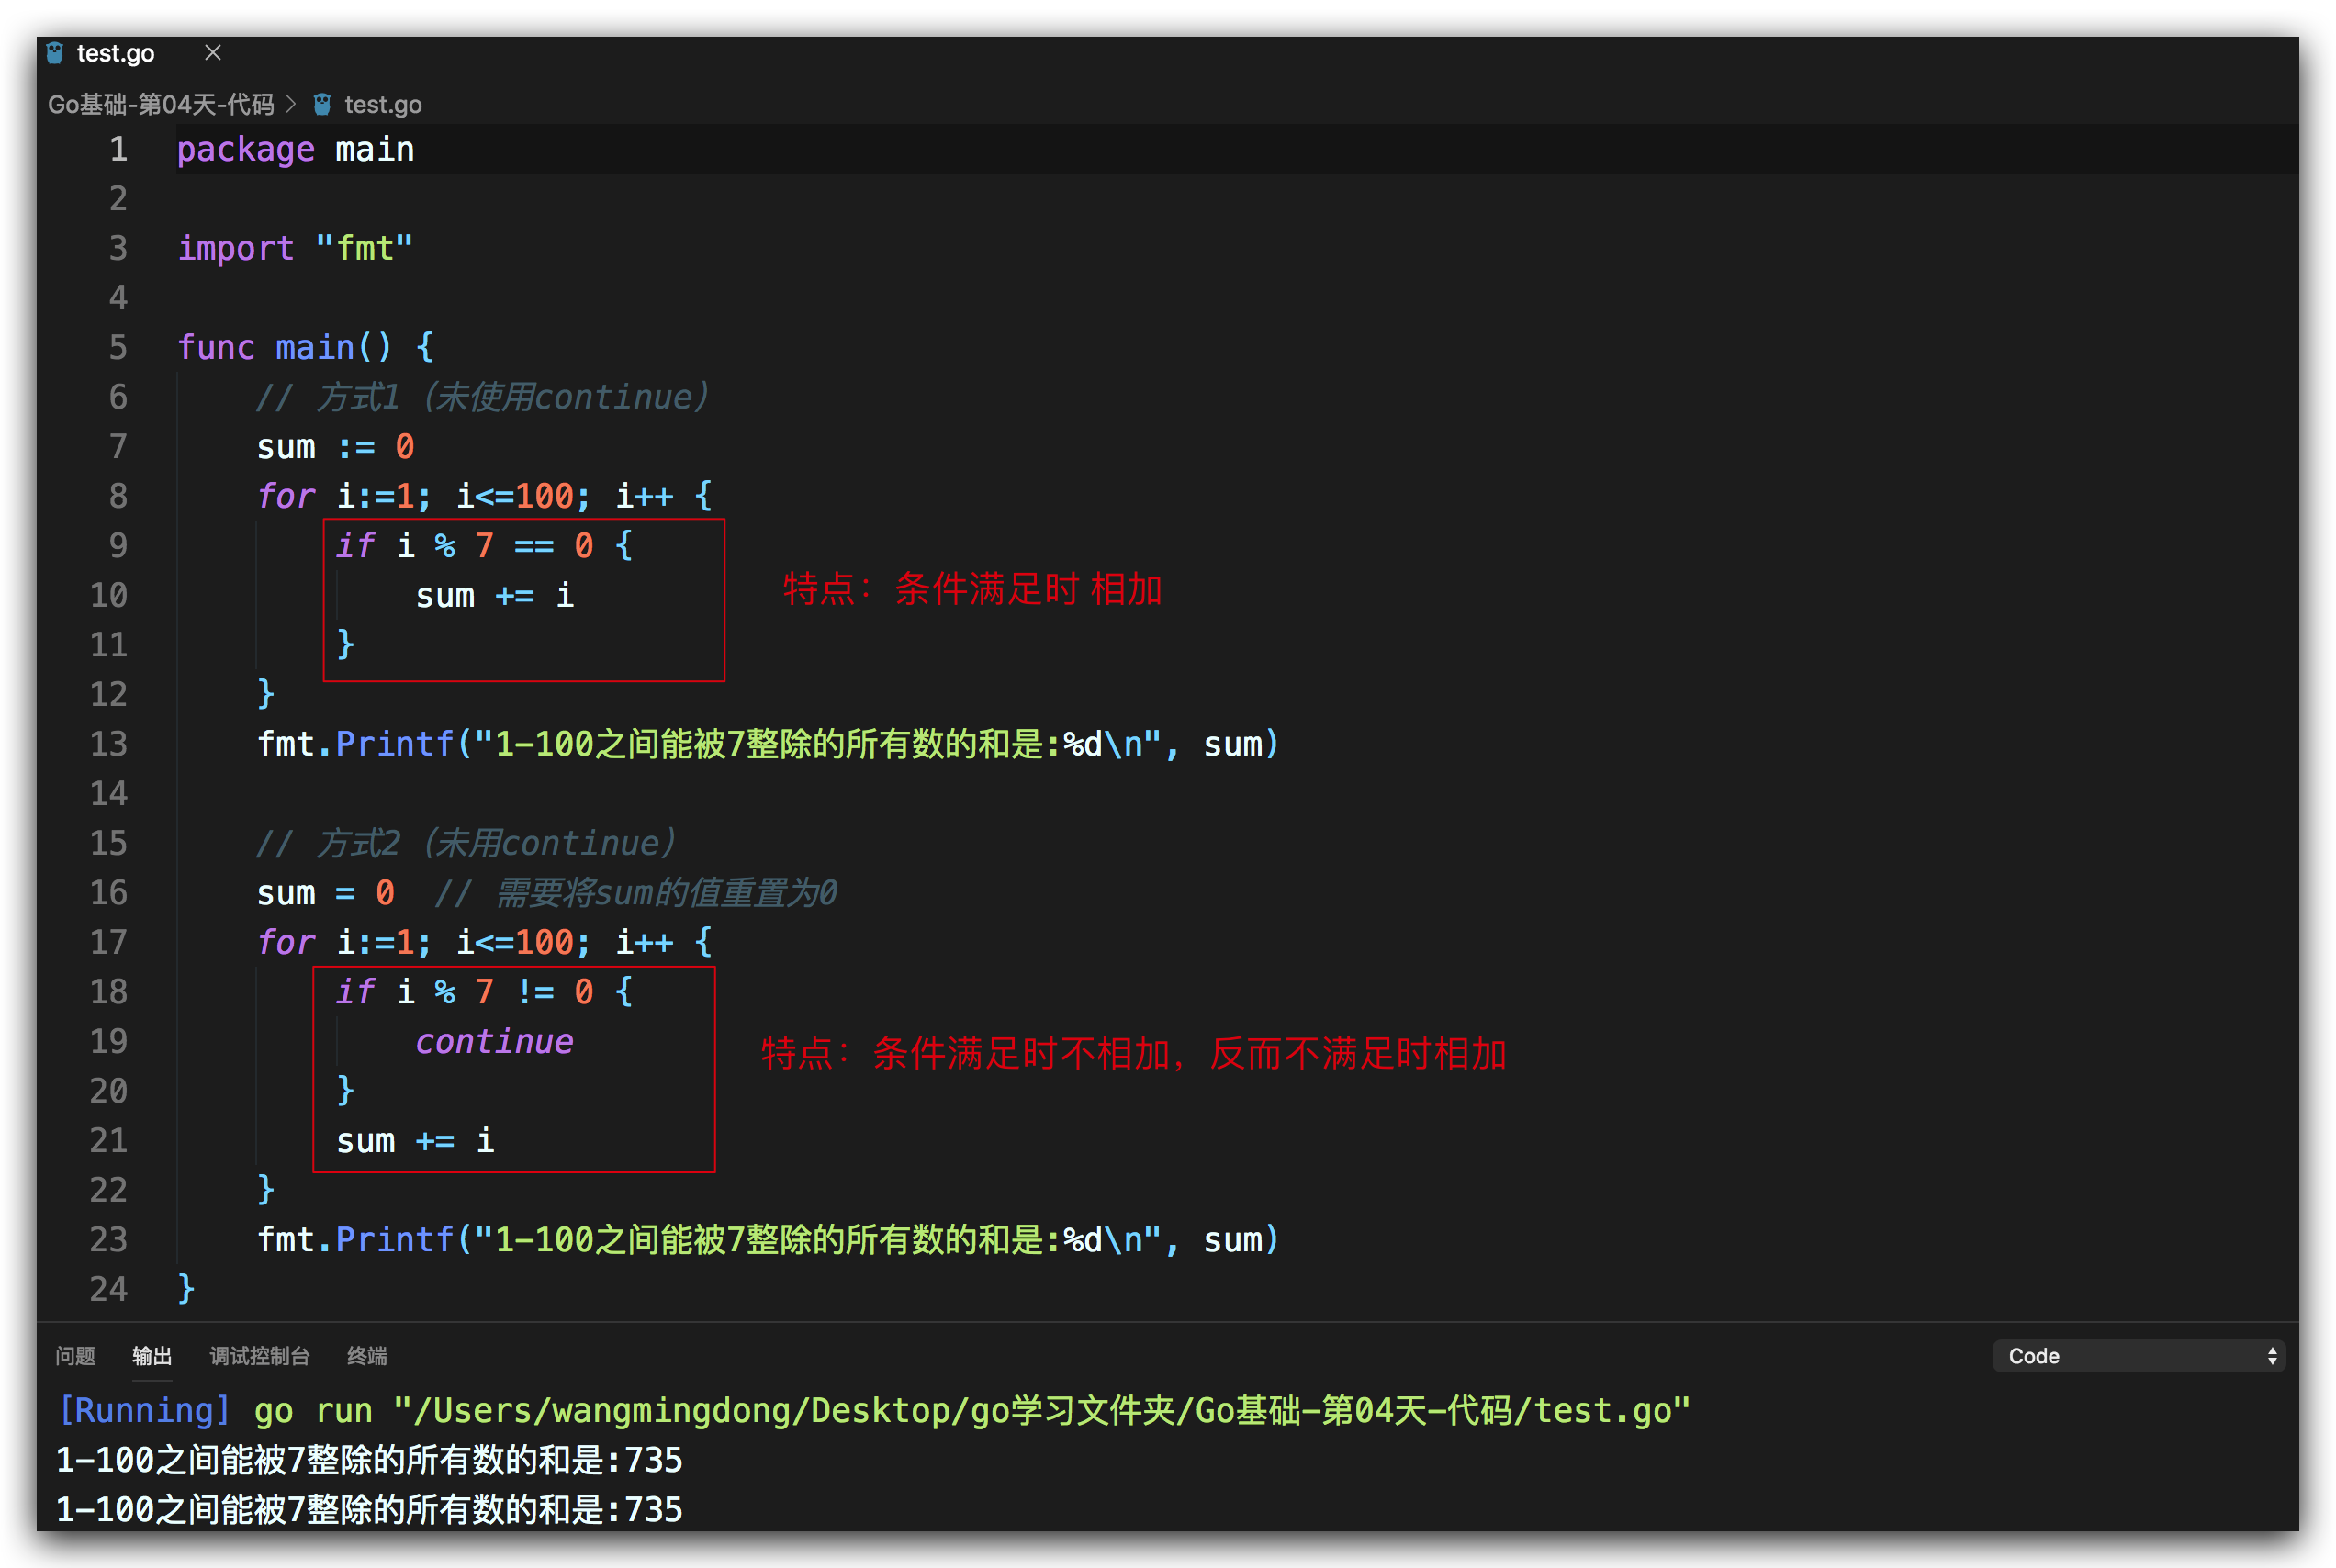 test.go
Go基础-第04天-代码 > test.go
1 package main
2
3 import "fmt"
4
5 func main() {
6 // 方式1（未使用continue）
7 sum := 0
8 for i:=1; i<=100; i++ {
9 if i % 7 == 0 {
10 sum += i
特点：条件满足时 相加
11 }
12 }
13 fmt.Printf("1-100之间能被7整除的所有数的和是:%d\n", sum)
14
15 // 方式2（未用continue）
16 sum = 0 // 需要将sum的值重置为0
17 for i:=1; i<=100; i++ {
18 if i % 7 != 0 {
19 continue
特点：条件满足时不相加，反而不满足时相加
20 }
21 sum += i
22 }
23 fmt.Printf("1-100之间能被7整除的所有数的和是:%d\n", sum)
24 }
问题 输出 调试控制台 终端 Code
[Running] go run "/Users/wangmingdong/Desktop/go学习文件夹/Go基础-第04天-代码/test.go"
1-100之间能被7整除的所有数的和是:735
1-100之间能被7整除的所有数的和是:735